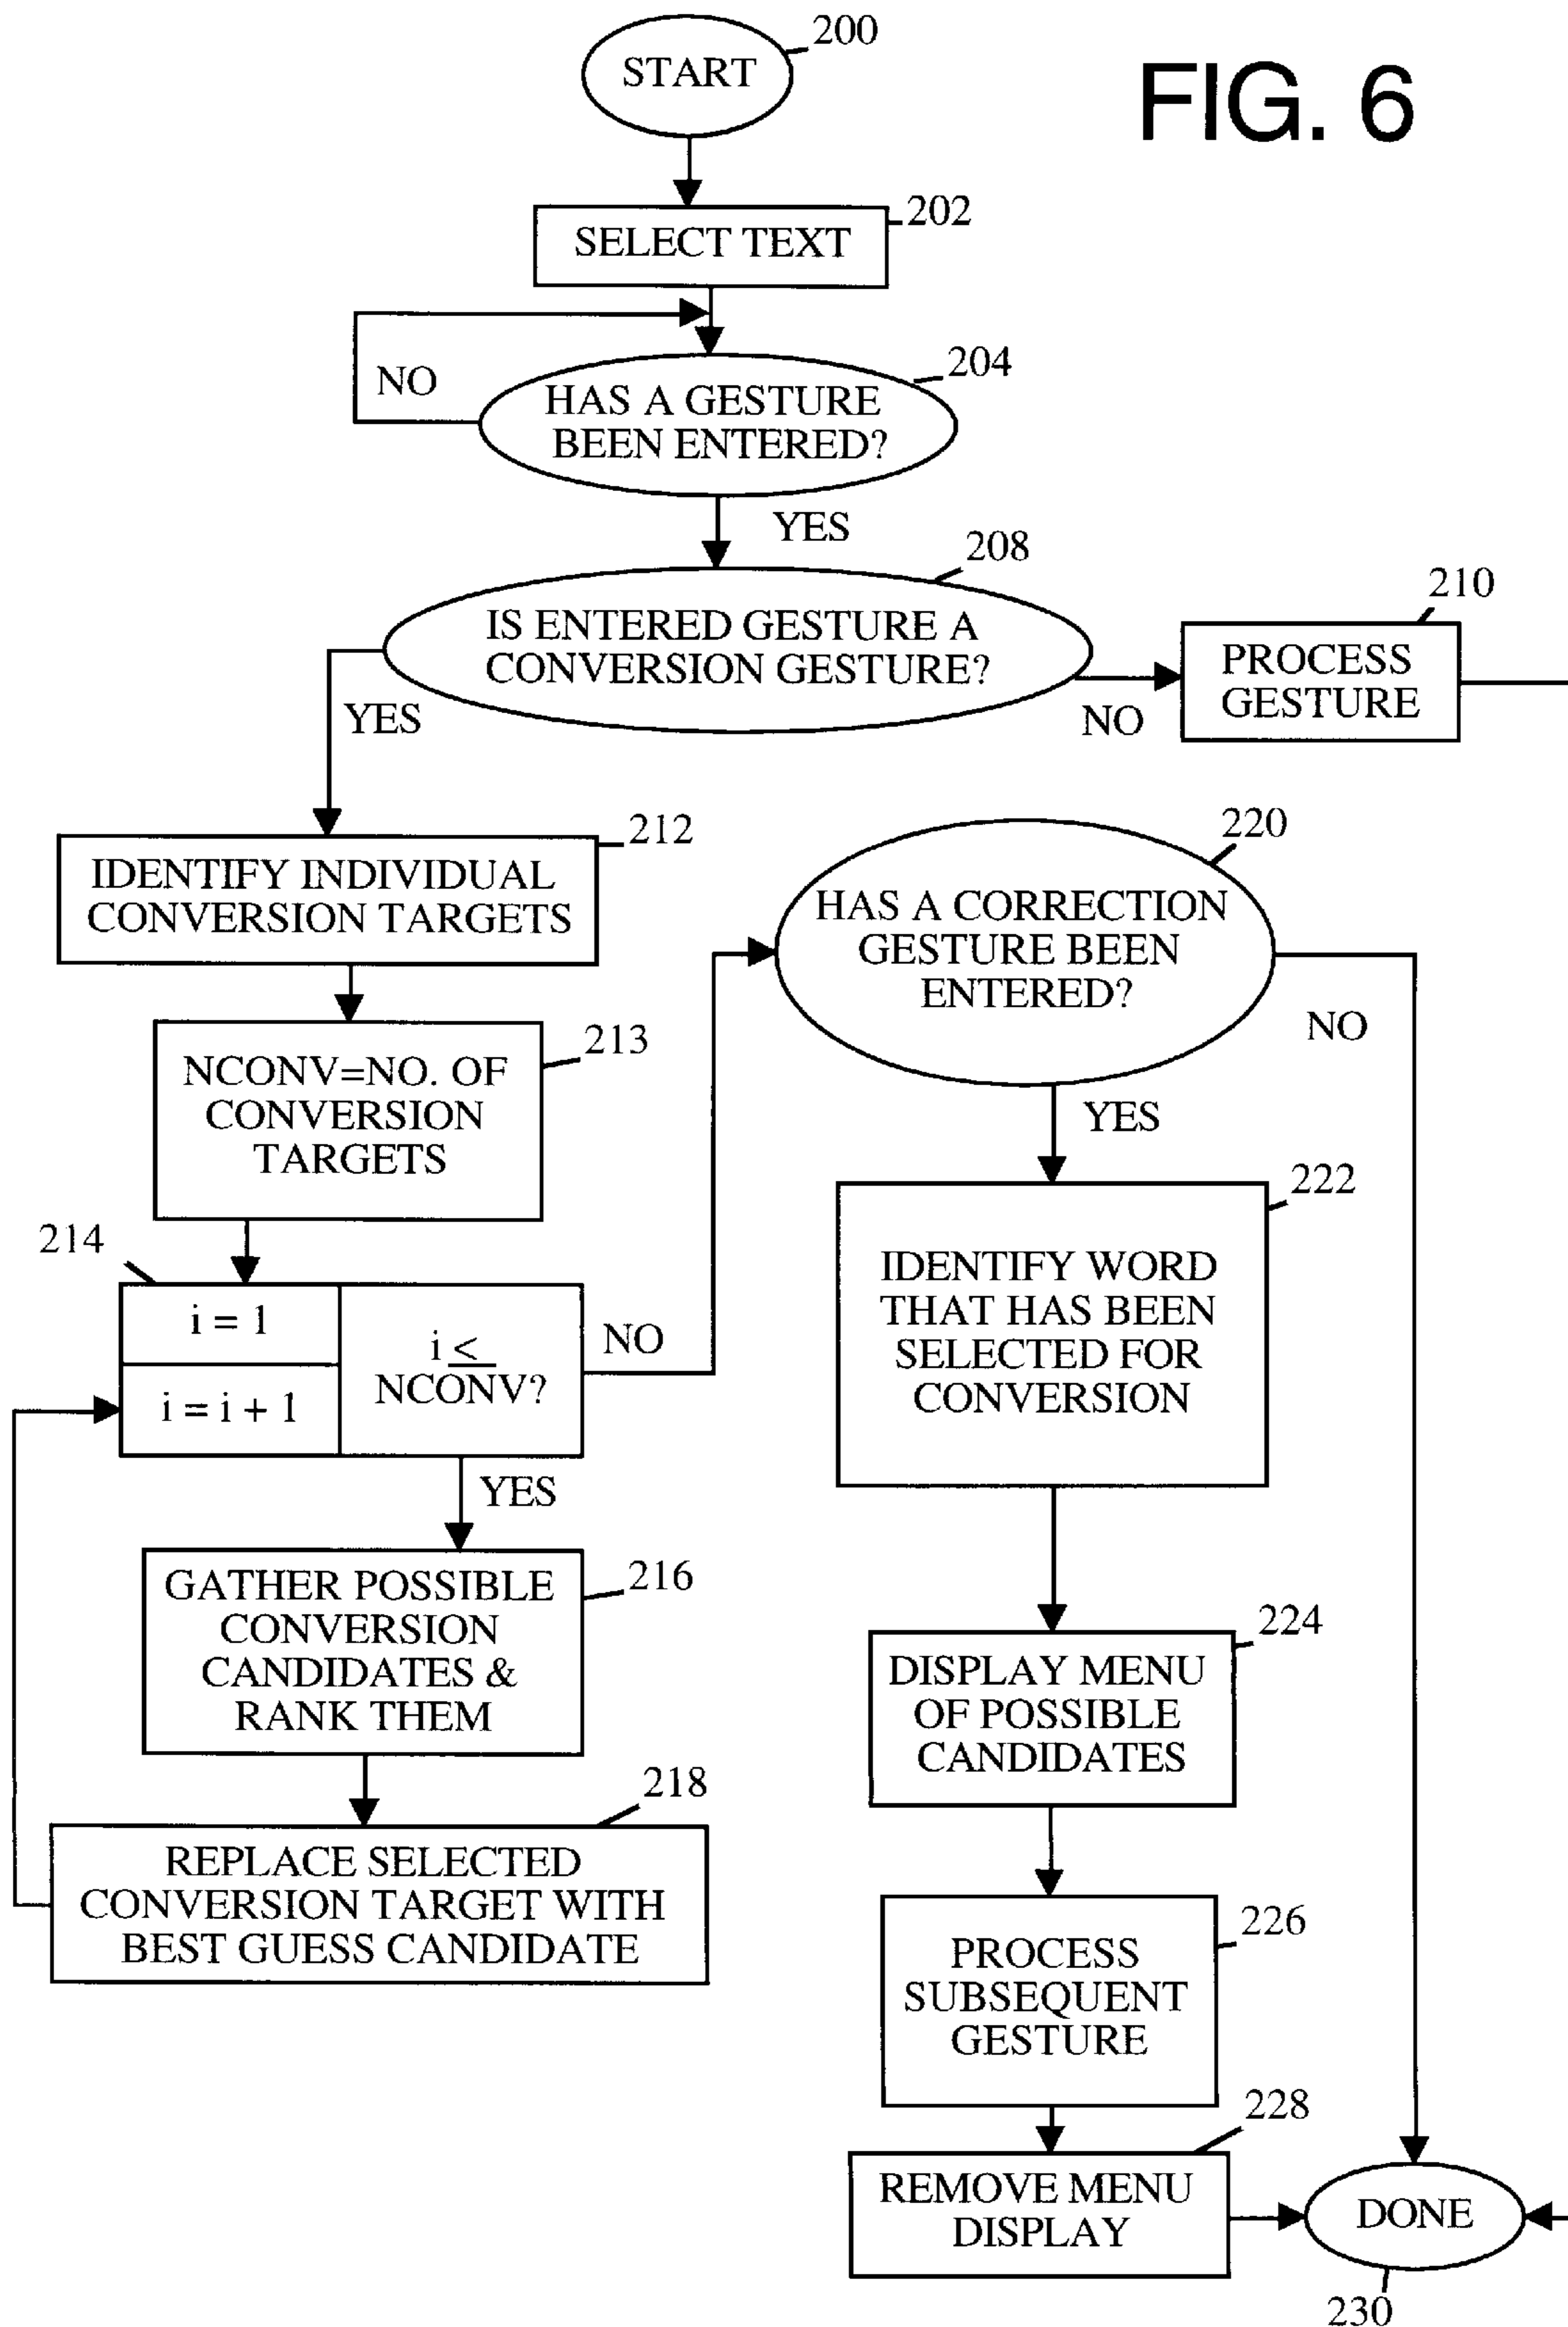 FIG. 6
200
START
202
SELECT TEXT
204
NO
HAS A GESTURE
BEEN ENTERED?
YES
208
IS ENTERED GESTURE A
CONVERSION GESTURE?
210
PROCESS
GESTURE
YES
NO
212
IDENTIFY INDIVIDUAL
CONVERSION TARGETS
213
NCONV=NO. OF
CONVERSION
TARGETS
214
i = 1
i = i + 1
i ≤
NCONV?
NO
YES
216
GATHER POSSIBLE
CONVERSION
CANDIDATES &
RANK THEM
218
REPLACE SELECTED
CONVERSION TARGET WITH
BEST GUESS CANDIDATE
220
HAS A CORRECTION
GESTURE BEEN
ENTERED?
NO
YES
222
IDENTIFY WORD
THAT HAS BEEN
SELECTED FOR
CONVERSION
224
DISPLAY MENU
OF POSSIBLE
CANDIDATES
226
PROCESS
SUBSEQUENT
GESTURE
228
REMOVE MENU
DISPLAY
DONE
230